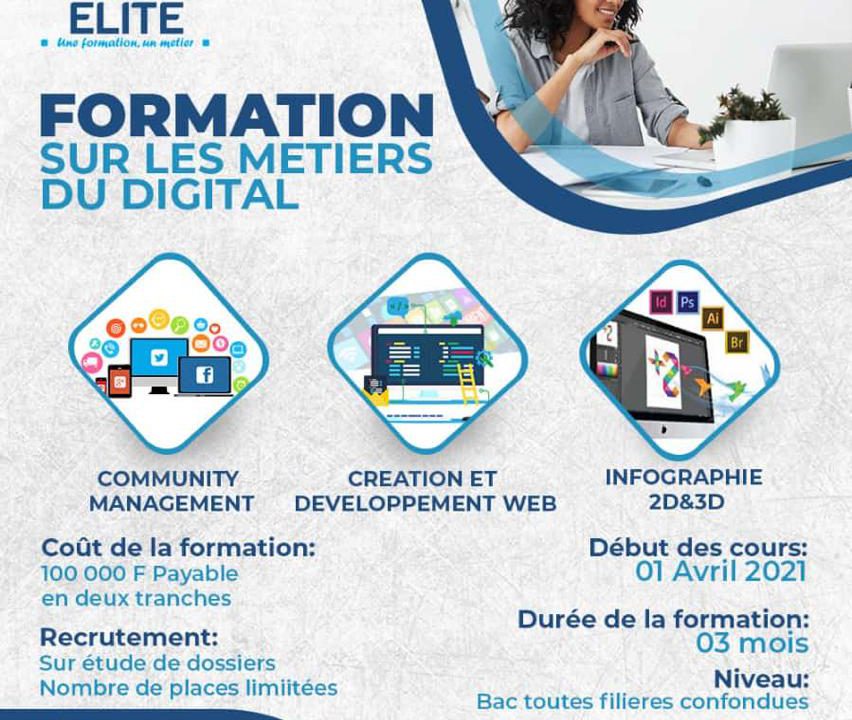 ELITE
Une formation, un metier
FORMATION
SUR LES METIERS
DU DIGITAL
Id Ps
Ai
Br
COMMUNITY
MANAGEMENT
CREATION ET
DEVELOPPEMENT WEB
INFOGRAPHIE
2D&3D
Coût de la formation:
100 000 F Payable
en deux tranches
Recrutement:
Sur étude de dossiers
Nombre de places limiitées
Début des cours:
01 Avril 2021
Durée de la formation:
03 mois
Niveau:
Bac toutes filieres confondues